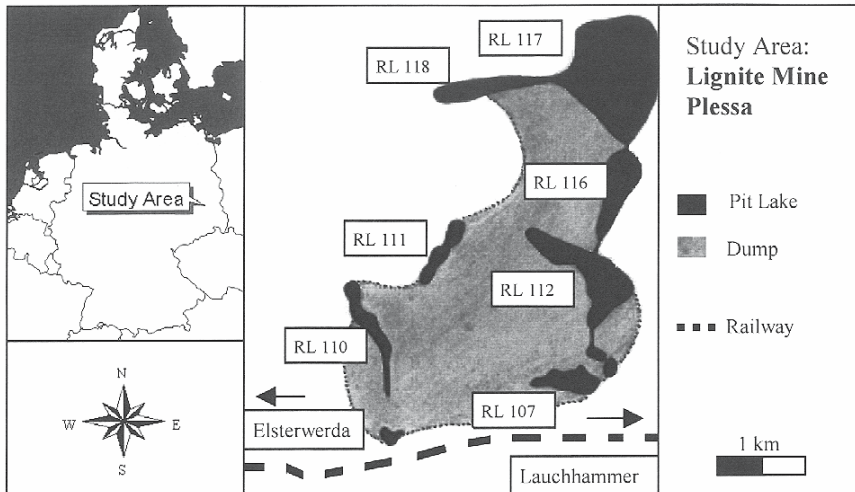 Study Area
N
W E
S
RL 117
RL 118
RL 116
RL 111
RL 112
RL 110
RL 107
Elsterwerda
Lauchhammer
Study Area:
Lignite Mine
Plessa
Pit Lake
Dump
Railway
1 km